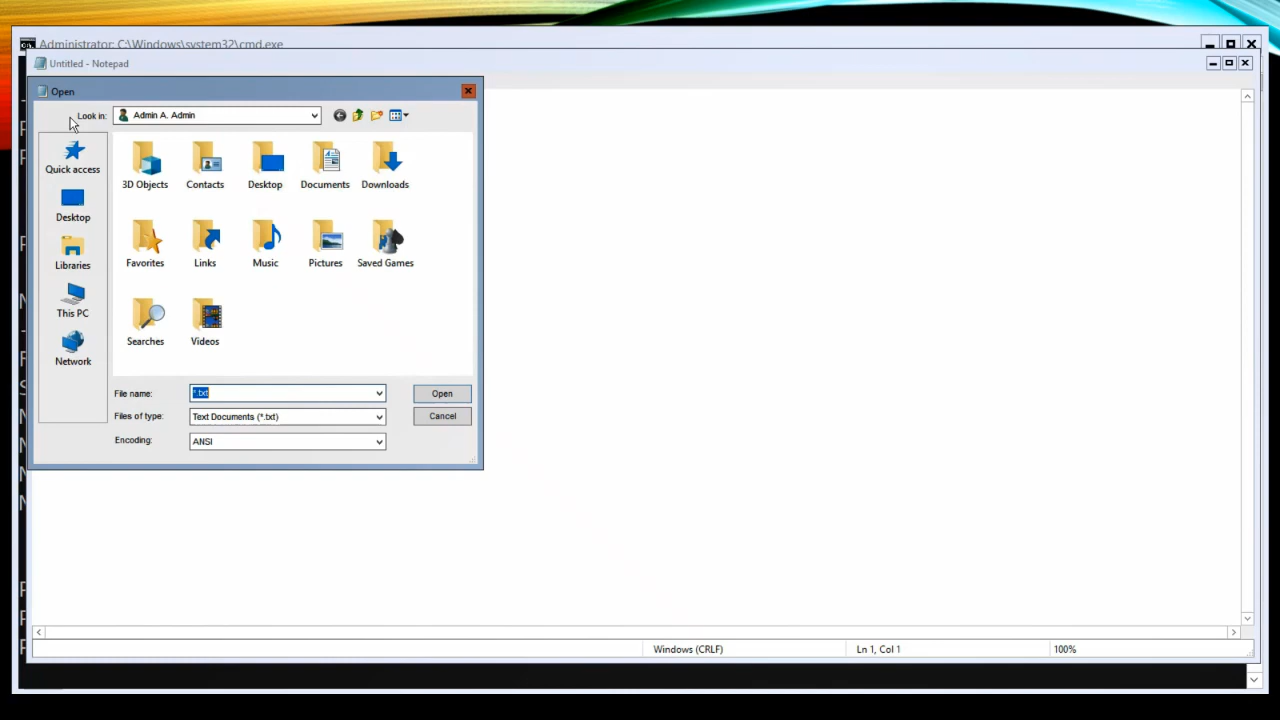 Administrator: C:\Windows\system32\cmd.exe
Untitled - Notepad
Open
Look in: Admin A. Admin
Quick access
Desktop
Libraries
This PC
Network
3D Objects Contacts Desktop Documents Downloads
Favorites Links Music Pictures Saved Games
Searches Videos
File name: *.txt Open
Files of type: Text Documents (*.txt) Cancel
Encoding: ANSI
Windows (CRLF) Ln 1, Col 1 100%